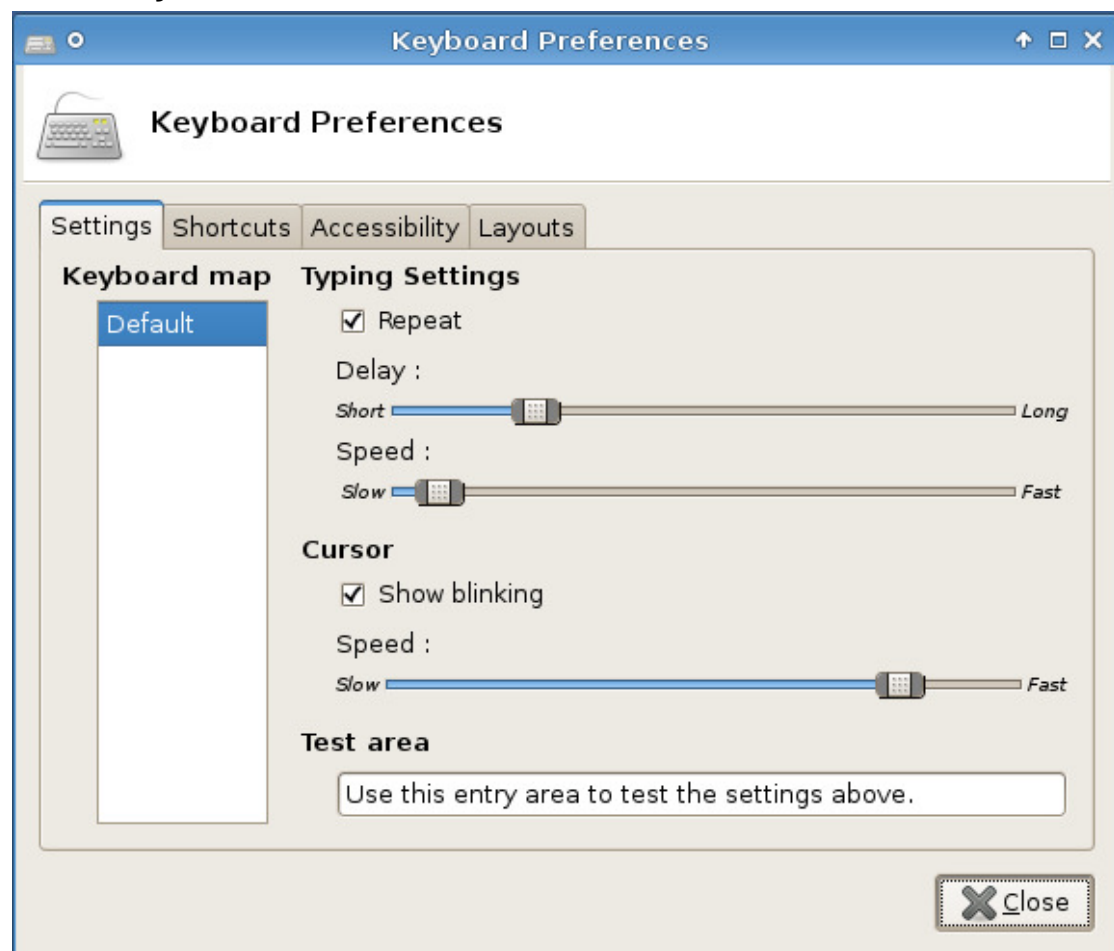 Keyboard Preferences
Keyboard Preferences
Settings Shortcuts Accessibility Layouts
Keyboard map
Default
Typing Settings
Repeat
Delay :
Short Long
Speed :
Slow Fast
Cursor
Show blinking
Speed :
Slow Fast
Test area
Use this entry area to test the settings above.
Close